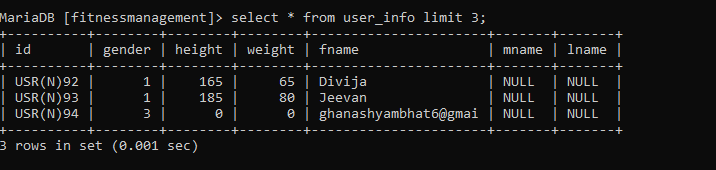 MariaDB [fitnessmanagement]> select * from user_info limit 3;
| id | gender | height | weight | fname | mname | lname |
| USR(N)92 | 1 | 165 | 65 | Divija | NULL | NULL |
| USR(N)93 | 1 | 185 | 80 | Jeevan | NULL | NULL |
| USR(N)94 | 3 | 0 | 0 | ghanashyambhat6@gmai | NULL | NULL |
3 rows in set (0.001 sec)